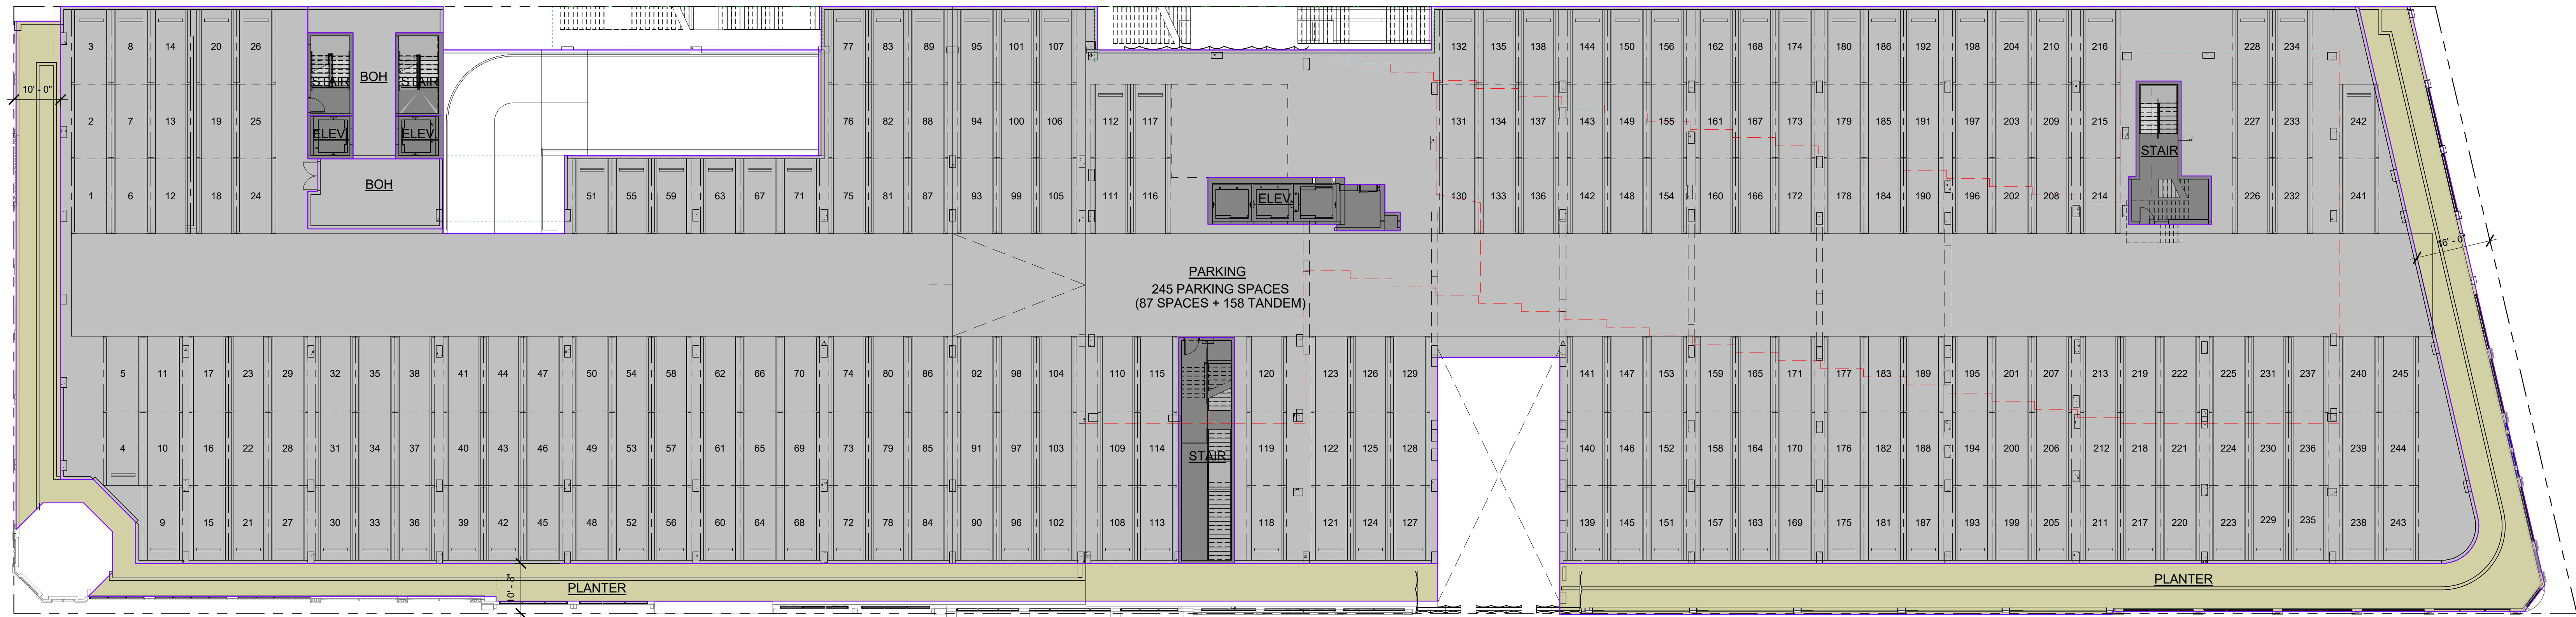 3 8 14 20 26 77 83 89 95 101 107 132 135 138 144 150 156 162 168 174 180 186 192 198 204 210 216 228 234
STAIR BOH STAIR
10' - 0"
2 7 13 19 25 76 82 88 94 100 106 112 117 131 134 137 143 149 155 161 167 173 179 185 191 197 203 209 215 227 233 242
ELEV. ELEV.
STAIR
BOH
1 6 12 18 24 51 55 59 63 67 71 75 81 87 93 99 105 111 116 130 133 136 142 148 154 160 166 172 178 184 190 196 202 208 214 226 232 241
ELEV.
16' - 0"
PARKING
245 PARKING SPACES
(87 SPACES + 158 TANDEM)
5 11 17 23 29 32 35 38 41 44 47 50 54 58 62 66 70 74 80 86 92 98 104 110 115 120 123 126 129 141 147 153 159 165 171 177 183 189 195 201 207 213 219 222 225 231 237 240 245
4 10 16 22 28 31 34 37 40 43 46 49 53 57 61 65 69 73 79 85 91 97 103 109 114 119 122 125 128 140 146 152 158 164 170 176 182 188 194 200 206 212 218 221 224 230 236 239 244
STAIR
9 15 21 27 30 33 36 39 42 45 48 52 56 60 64 68 72 78 84 90 96 102 108 113 118 121 124 127 139 145 151 157 163 169 175 181 187 193 199 205 211 217 220 223 229 235 238 243
10' - 8"
PLANTER
PLANTER